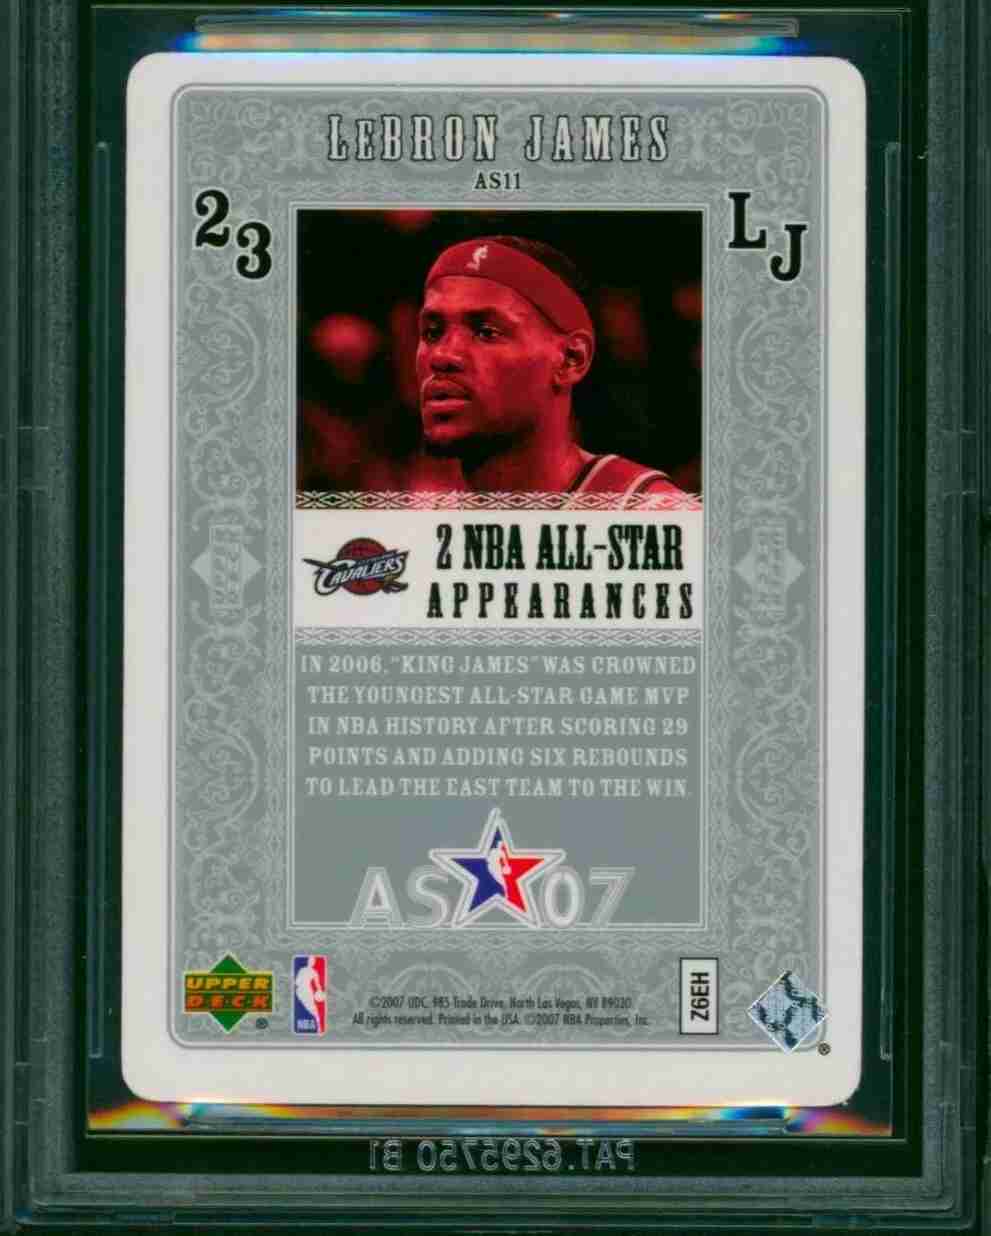 LeBRON JAMES
AS11
23
LJ
2 NBA ALL-STAR
CAVALIERS
APPEARANCES
IN 2006, "KING JAMES" WAS CROWNED
THE YOUNGEST ALL-STAR GAME MVP
IN NBA HISTORY AFTER SCORING 29
POINTS AND ADDING SIX REBOUNDS
TO LEAD THE EAST TEAM TO THE WIN.
AS 07
UPPER
DECK
®
NBA
©2007 UDC, 985 Trade Drive, North Las Vegas, NV 89030.
All rights reserved. Printed in the USA. ©2007 NBA Properties, Inc.
Z6EH
®
PAT.6295750 B1